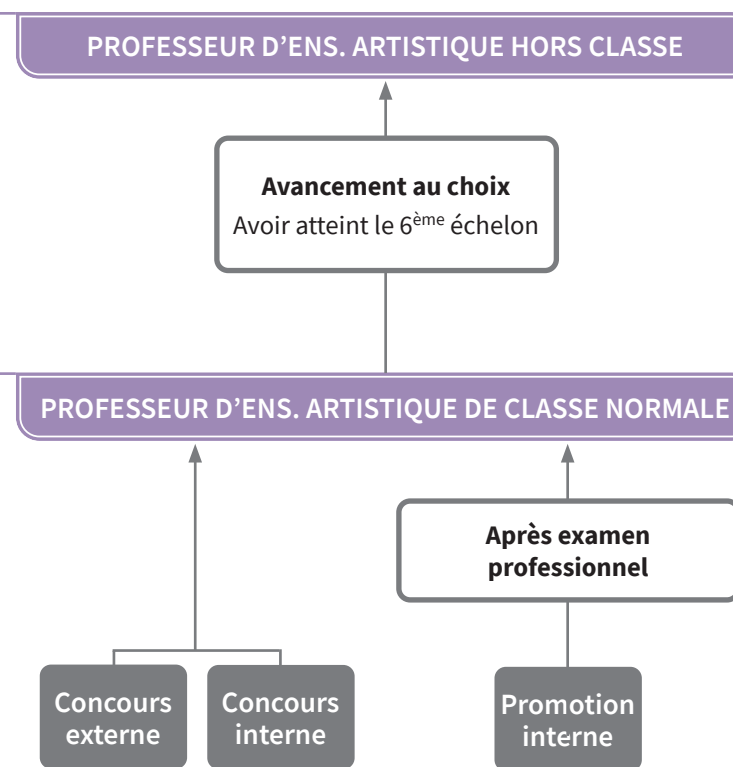 PROFESSEUR D’ENS. ARTISTIQUE HORS CLASSE
Avancement au choix
Avoir atteint le 6ème échelon
PROFESSEUR D’ENS. ARTISTIQUE DE CLASSE NORMALE
Après examen
professionnel
Concours
externe
Concours
interne
Promotion
interne